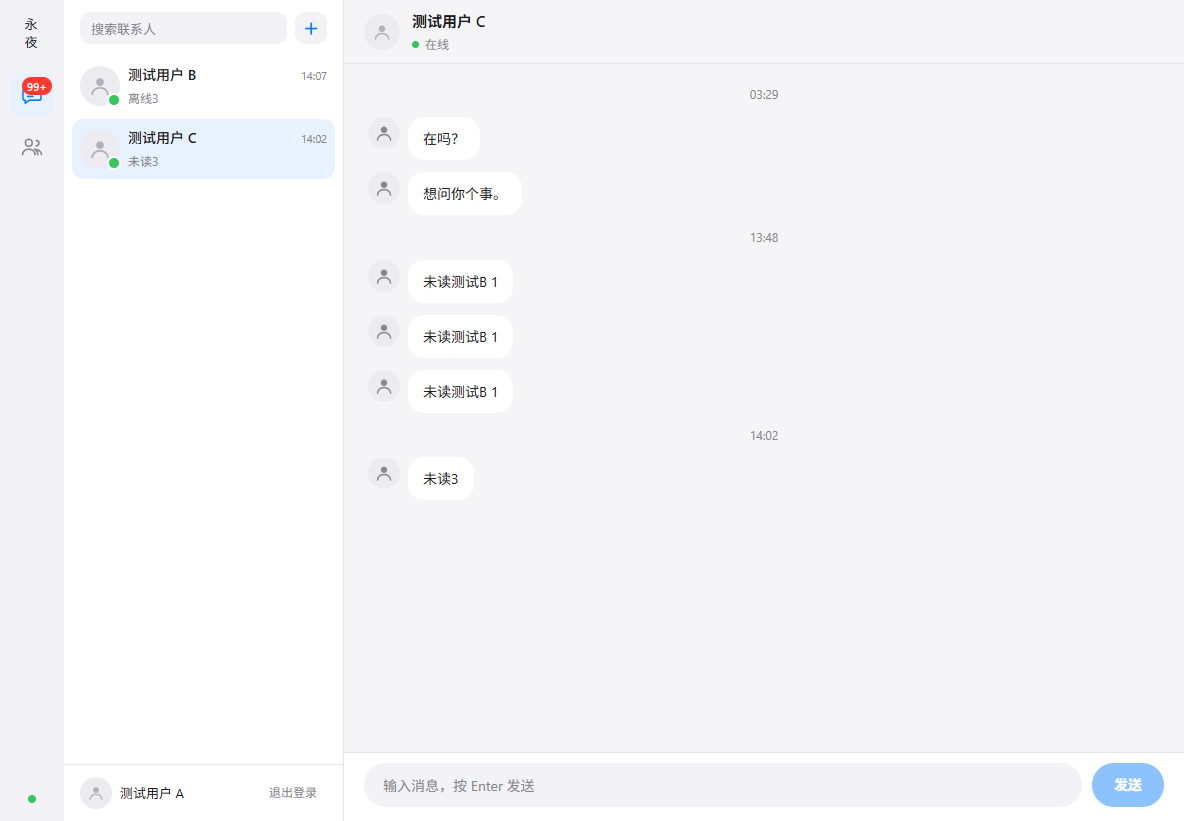 永
夜
99+
搜索联系人
测试用户 B
14:07
离线3
测试用户 C
14:02
未读3
测试用户 A
退出登录
测试用户 C
在线
03:29
在吗？
想问你个事。
13:48
未读测试B 1
未读测试B 1
未读测试B 1
14:02
未读3
输入消息，按 Enter 发送
发送